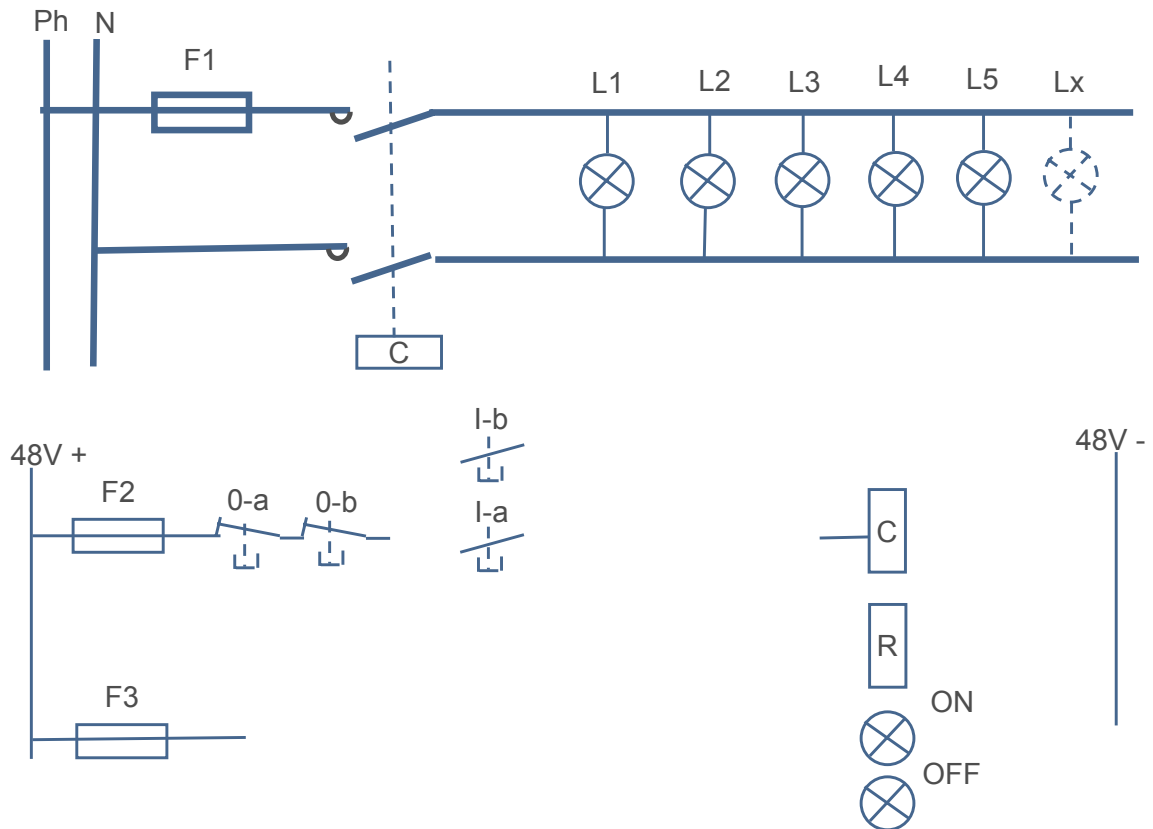 Ph N
F1
L1 L2 L3 L4 L5 Lx
C
I-b
48V + 48V -
F2 0-a 0-b I-a
C
R
F3
ON
OFF